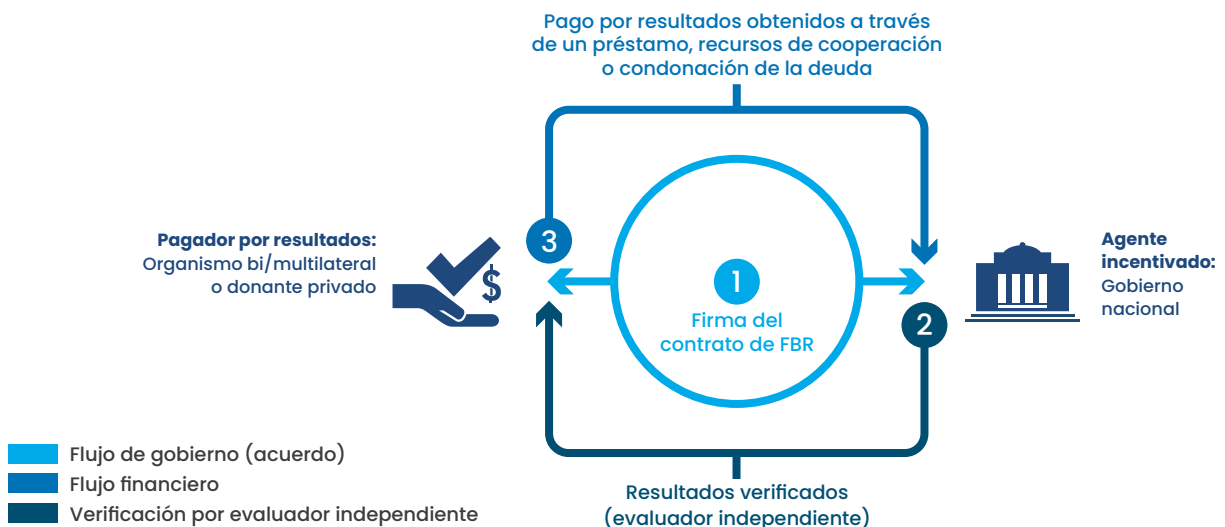 Pago por resultados obtenidos a través
de un préstamo, recursos de cooperación
o condonación de la deuda
Pagador por resultados:
Organismo bi/multilateral
o donante privado
$
3
1
Firma del
contrato de FBR
2
Agente
incentivado:
Gobierno
nacional
Flujo de gobierno (acuerdo)
Flujo financiero
Verificación por evaluador independiente
Resultados verificados
(evaluador independiente)